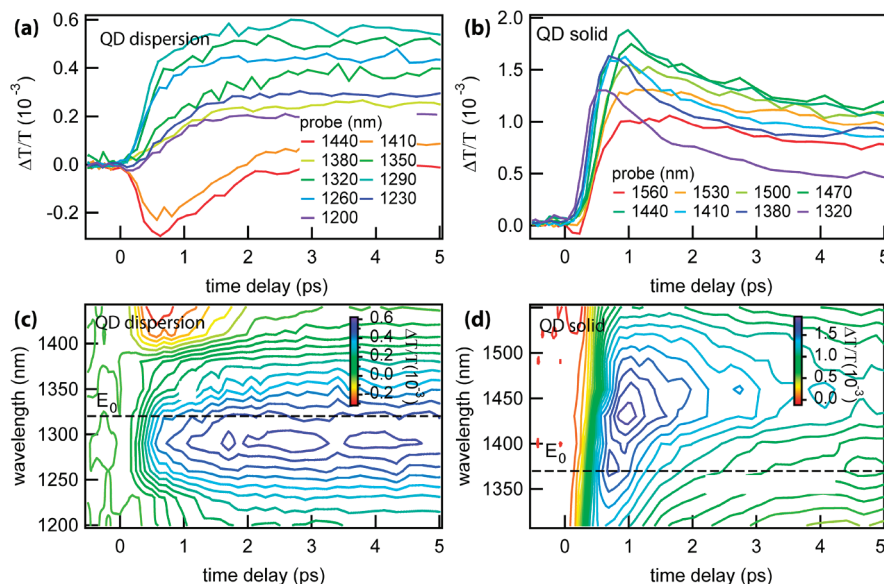 (a)
QD dispersion
ΔT/T (10⁻³)
0.6
0.4
0.2
0.0
-0.2
probe (nm)
1440 1410
1380 1350
1320 1290
1260 1230
1200
0 1 2 3 4 5
time delay (ps)
(b)
QD solid
ΔT/T (10⁻³)
2.0
1.5
1.0
0.5
0.0
probe (nm)
1560 1530 1500 1470
1440 1410 1380 1320
0 1 2 3 4 5
time delay (ps)
(c)
QD dispersion
wavelength (nm)
1400
1350
1300
1250
1200
E₀
0.6
0.4
0.2
0.0
-0.2
ΔT/T(10⁻³)
0 1 2 3 4 5
time delay (ps)
(d)
QD solid
wavelength (nm)
1500
1450
1400
1350
E₀
1.5
1.0
0.5
0.0
ΔT/T(10⁻³)
0 1 2 3 4 5
time delay (ps)